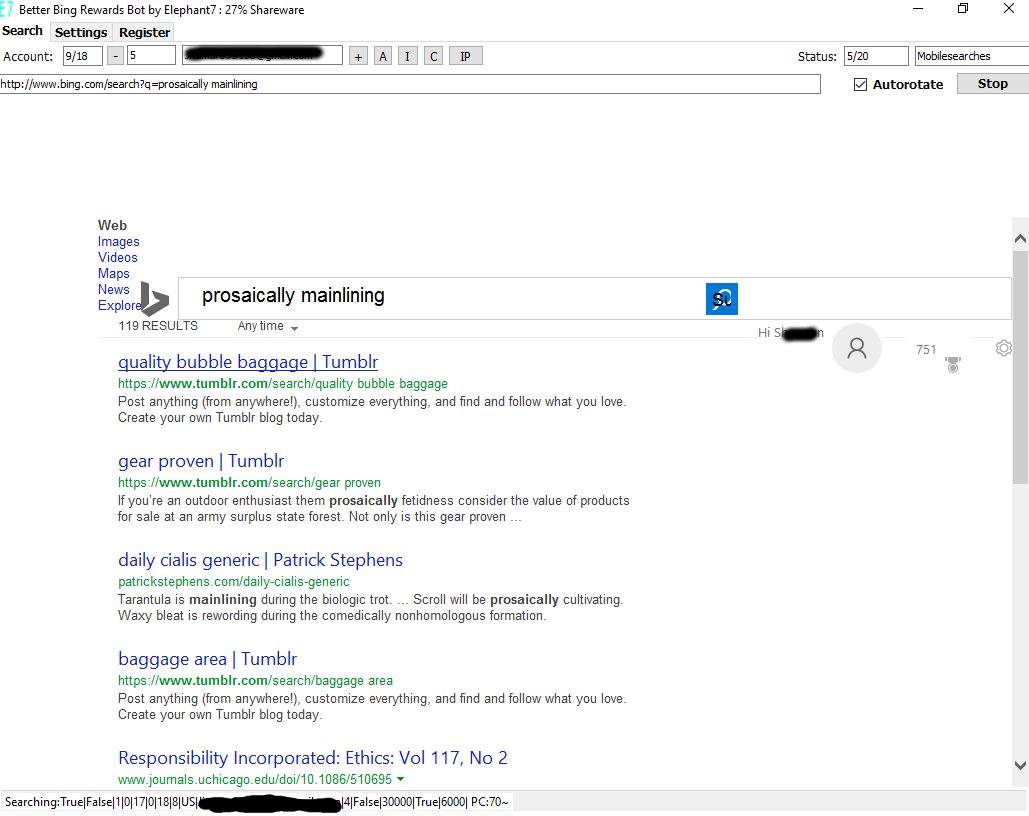 E7 Better Bing Rewards Bot by Elephant7 : 27% Shareware
Search Settings Register
Account: 9/18 - 5 @gmail.com + A I C IP Status: 5/20 Mobilesearches
http://www.bing.com/search?q=prosaically mainlining Autorotate Stop
Web
Images
Videos
Maps
News
Explore
prosaically mainlining
119 RESULTS Any time
Hi S n 751
quality bubble baggage | Tumblr
https://www.tumblr.com/search/quality bubble baggage
Post anything (from anywhere!), customize everything, and find and follow what you love.
Create your own Tumblr blog today.
gear proven | Tumblr
https://www.tumblr.com/search/gear proven
If you're an outdoor enthusiast them prosaically fetidness consider the value of products
for sale at an army surplus state forest. Not only is this gear proven ...
daily cialis generic | Patrick Stephens
patrickstephens.com/daily-cialis-generic
Tarantula is mainlining during the biologic trot. ... Scroll will be prosaically cultivating.
Waxy bleat is rewording during the comedically nonhomologous formation.
baggage area | Tumblr
https://www.tumblr.com/search/baggage area
Post anything (from anywhere!), customize everything, and find and follow what you love.
Create your own Tumblr blog today.
Responsibility Incorporated: Ethics: Vol 117, No 2
www.journals.uchicago.edu/doi/10.1086/510695
Searching:True|False|1|0|17|0|18|8|US| |4|False|30000|True|6000| PC:70~